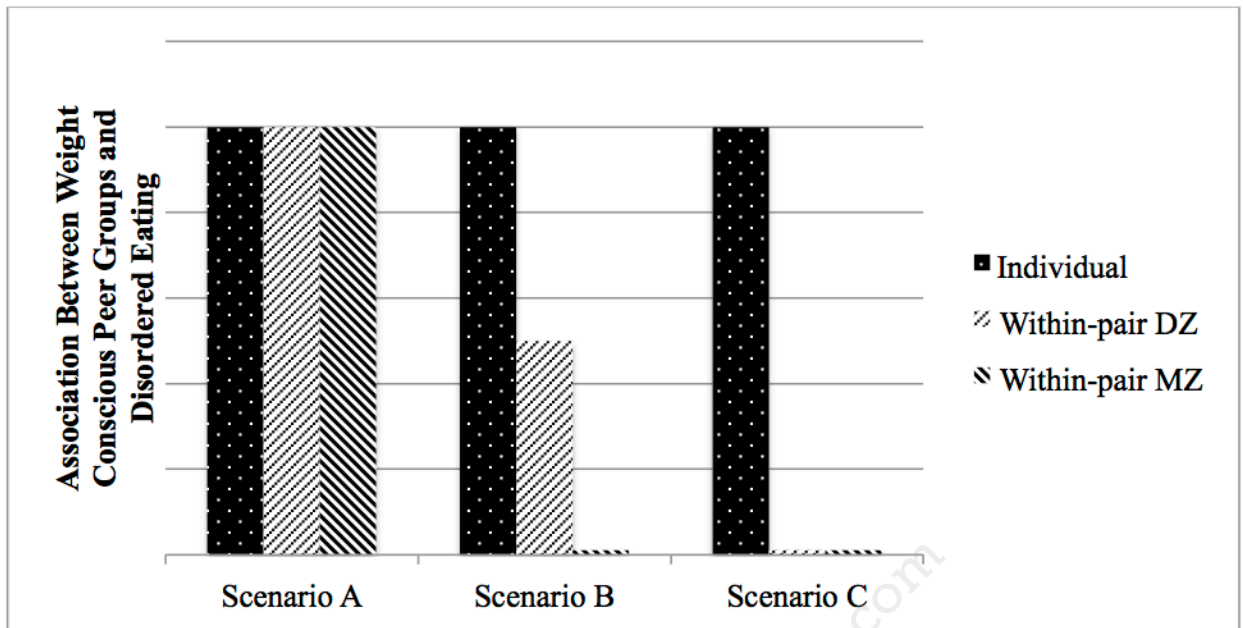 Association Between Weight
Conscious Peer Groups and
Disordered Eating
Individual
Within-pair DZ
Within-pair MZ
Scenario A
Scenario B
Scenario C
com